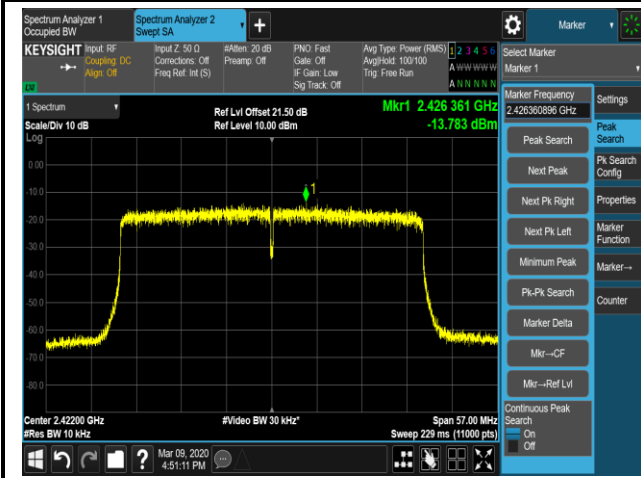 Spectrum Analyzer 1
Occupied BW
Spectrum Analyzer 2
Swept SA
Marker
KEYSIGHT
Input: RF
Coupling: DC
Align: Off
Input Z: 50 Ω
Corrections: Off
Freq Ref: Int (S)
#Atten: 20 dB
Preamp: Off
PNO: Fast
Gate: Off
IF Gain: Low
Sig Track: Off
Avg Type: Power (RMS)
Avg|Hold: 100/100
Trig: Free Run
1 2 3 4 5 6
A W W W W W
A N N N N N
Select Marker
Marker 1
1 Spectrum
Scale/Div 10 dB
Log
Ref Lvl Offset 21.50 dB
Ref Level 10.00 dBm
Mkr1 2.426 361 GHz
-13.783 dBm
0.00
-10.0
-20.0
-30.0
-40.0
-50.0
-60.0
-70.0
-80.0
1
Center 2.42200 GHz
#Res BW 10 kHz
#Video BW 30 kHz*
Span 57.00 MHz
Sweep 229 ms (11000 pts)
Marker Frequency
2.426360896 GHz
Peak Search
Next Peak
Next Pk Right
Next Pk Left
Minimum Peak
Pk-Pk Search
Marker Delta
Mkr→CF
Mkr→Ref Lvl
Continuous Peak
Search
On
Off
Settings
Peak
Search
Pk Search
Config
Properties
Marker
Function
Marker→
Counter
Mar 09, 2020
4:51:11 PM